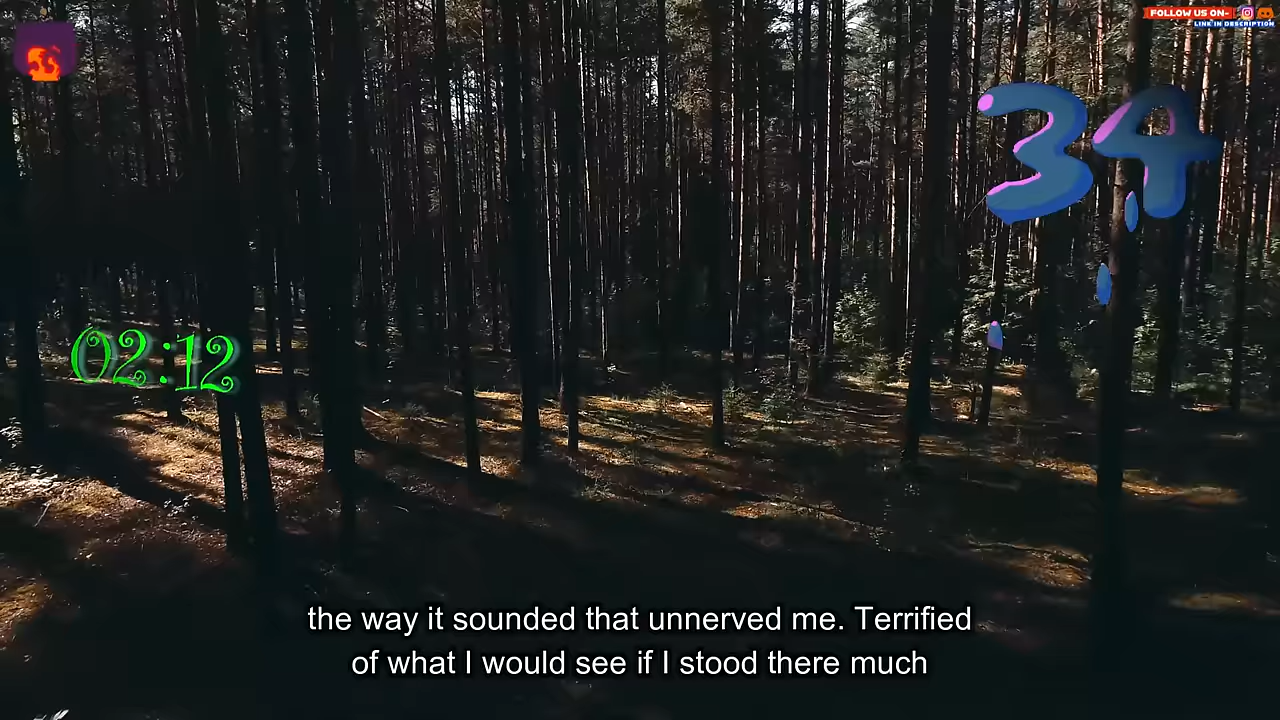 FOLLOW US ON-
LINK IN DESCRIPTION
34
02:12
the way it sounded that unnerved me. Terrified
of what I would see if I stood there much